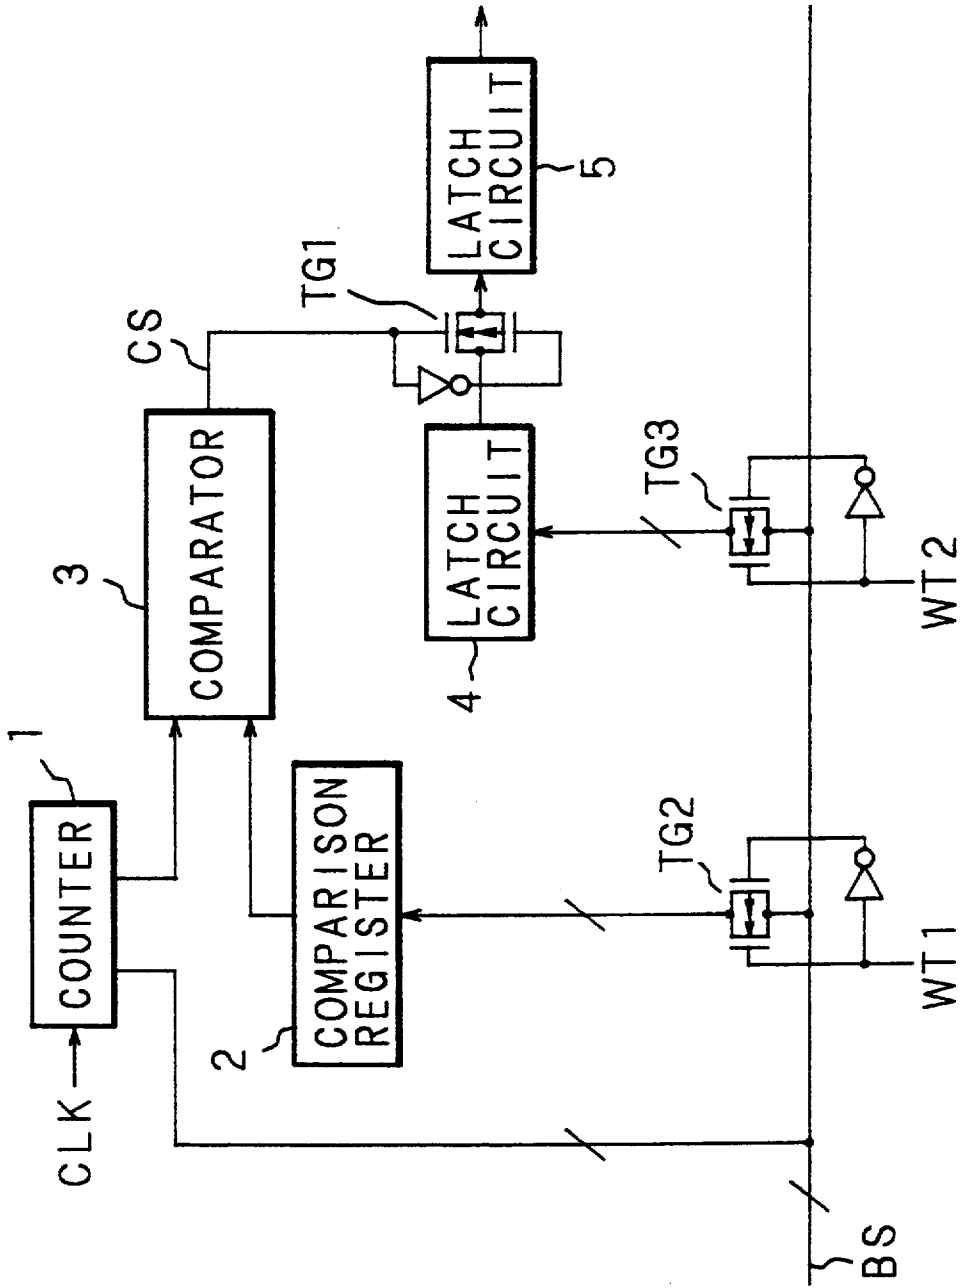 CLK
COUNTER
1
COMPARISON
REGISTER
2
COMPARATOR
3
CS
LATCH
CIRCUIT
4
TG1
LATCH
CIRCUIT
5
TG2
TG3
WT1
WT2
BS